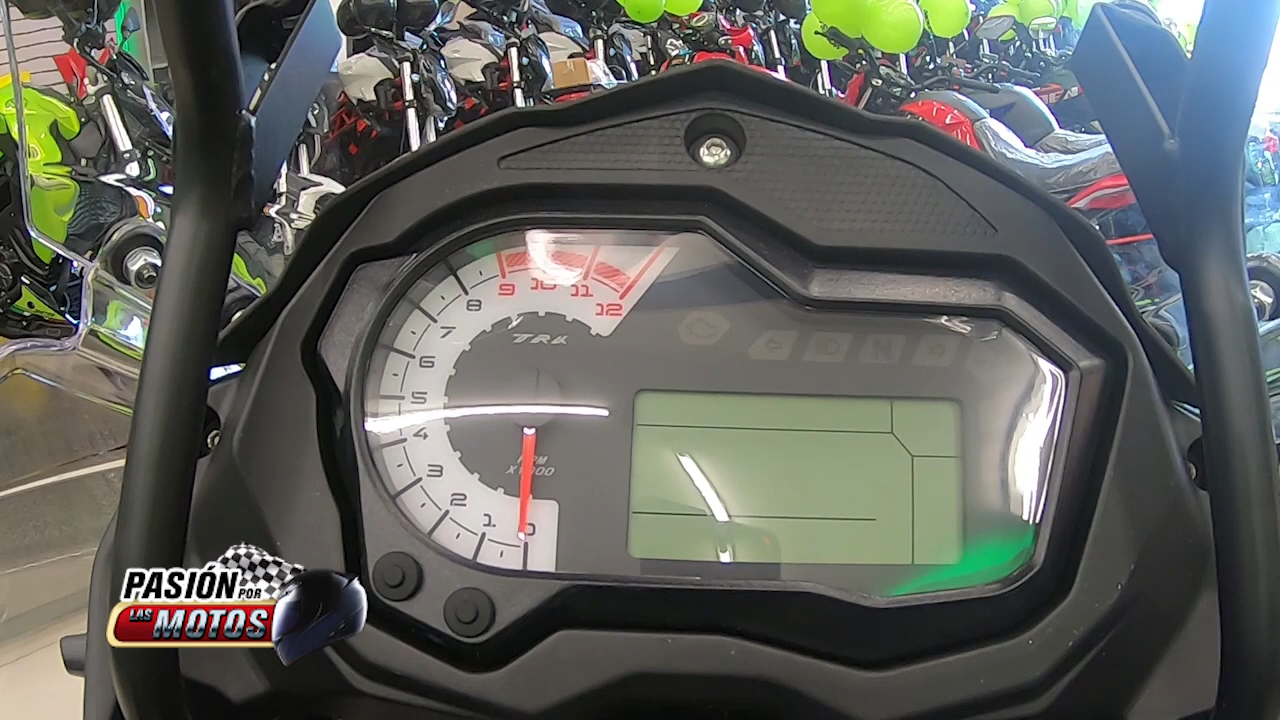 9 10 11 12
8
TRK
7
6
5
4
RPM
X1000
3
2
1
0
N
PASIÓN
POR
LAS
MOTOS